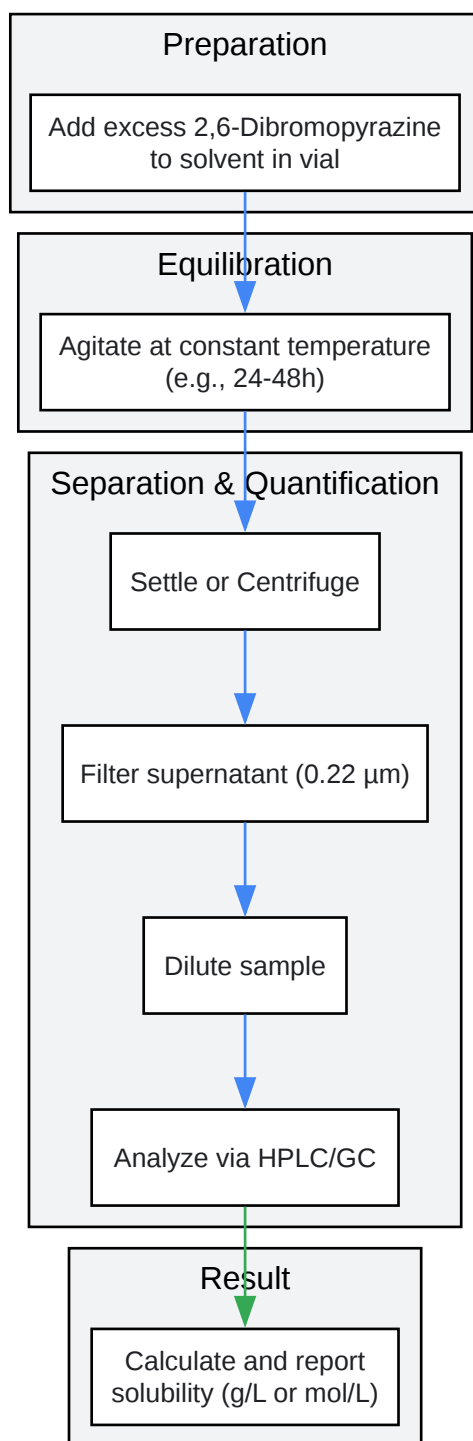 Preparation
Add excess 2,6-Dibromopyrazine
to solvent in vial
Equilibration
Agitate at constant temperature
(e.g., 24-48h)
Separation & Quantification
Settle or Centrifuge
Filter supernatant (0.22 µm)
Dilute sample
Analyze via HPLC/GC
Result
Calculate and report
solubility (g/L or mol/L)